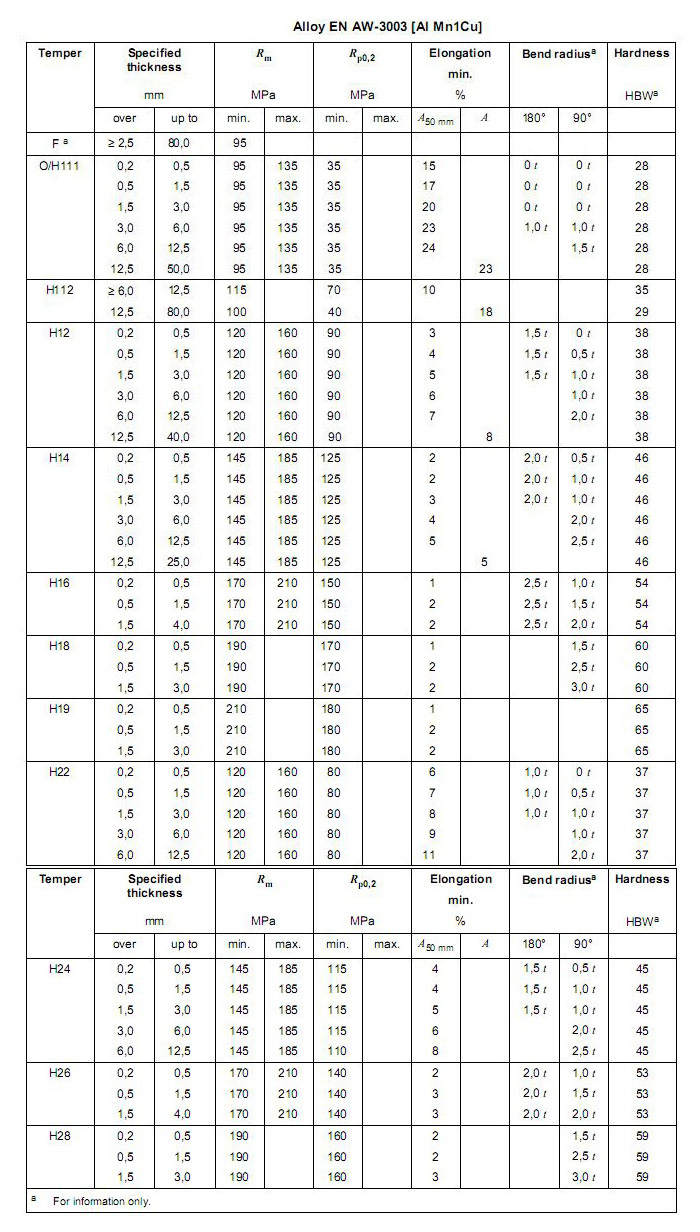 Alloy EN AW-3003 [Al Mn1Cu]
Temper Specified thickness Rm Rp0,2 Elongation min. Bend radiusa Hardness
mm MPa MPa % HBWa
over up to min. max. min. max. A50 mm A 180° 90°
F a ≥ 2,5 80,0 95
O/H111 0,2 0,5 95 135 35 15 0 t 0 t 28
0,5 1,5 95 135 35 17 0 t 0 t 28
1,5 3,0 95 135 35 20 0 t 0 t 28
3,0 6,0 95 135 35 23 1,0 t 1,0 t 28
6,0 12,5 95 135 35 24 1,5 t 28
12,5 50,0 95 135 35 23 28
H112 ≥ 6,0 12,5 115 70 10 35
12,5 80,0 100 40 18 29
H12 0,2 0,5 120 160 90 3 1,5 t 0 t 38
0,5 1,5 120 160 90 4 1,5 t 0,5 t 38
1,5 3,0 120 160 90 5 1,5 t 1,0 t 38
3,0 6,0 120 160 90 6 1,0 t 38
6,0 12,5 120 160 90 7 2,0 t 38
12,5 40,0 120 160 90 8 38
H14 0,2 0,5 145 185 125 2 2,0 t 0,5 t 46
0,5 1,5 145 185 125 2 2,0 t 1,0 t 46
1,5 3,0 145 185 125 3 2,0 t 1,0 t 46
3,0 6,0 145 185 125 4 2,0 t 46
6,0 12,5 145 185 125 5 2,5 t 46
12,5 25,0 145 185 125 5 46
H16 0,2 0,5 170 210 150 1 2,5 t 1,0 t 54
0,5 1,5 170 210 150 2 2,5 t 1,5 t 54
1,5 4,0 170 210 150 2 2,5 t 2,0 t 54
H18 0,2 0,5 190 170 1 1,5 t 60
0,5 1,5 190 170 2 2,5 t 60
1,5 3,0 190 170 2 3,0 t 60
H19 0,2 0,5 210 180 1 65
0,5 1,5 210 180 2 65
1,5 3,0 210 180 2 65
H22 0,2 0,5 120 160 80 6 1,0 t 0 t 37
0,5 1,5 120 160 80 7 1,0 t 0,5 t 37
1,5 3,0 120 160 80 8 1,0 t 1,0 t 37
3,0 6,0 120 160 80 9 1,0 t 37
6,0 12,5 120 160 80 11 2,0 t 37
Temper Specified thickness Rm Rp0,2 Elongation min. Bend radiusa Hardness
mm MPa MPa % HBWa
over up to min. max. min. max. A50 mm A 180° 90°
H24 0,2 0,5 145 185 115 4 1,5 t 0,5 t 45
0,5 1,5 145 185 115 4 1,5 t 1,0 t 45
1,5 3,0 145 185 115 5 1,5 t 1,0 t 45
3,0 6,0 145 185 115 6 2,0 t 45
6,0 12,5 145 185 110 8 2,5 t 45
H26 0,2 0,5 170 210 140 2 2,0 t 1,0 t 53
0,5 1,5 170 210 140 3 2,0 t 1,5 t 53
1,5 4,0 170 210 140 3 2,0 t 2,0 t 53
H28 0,2 0,5 190 160 2 1,5 t 59
0,5 1,5 190 160 2 2,5 t 59
1,5 3,0 190 160 3 3,0 t 59
a For information only.